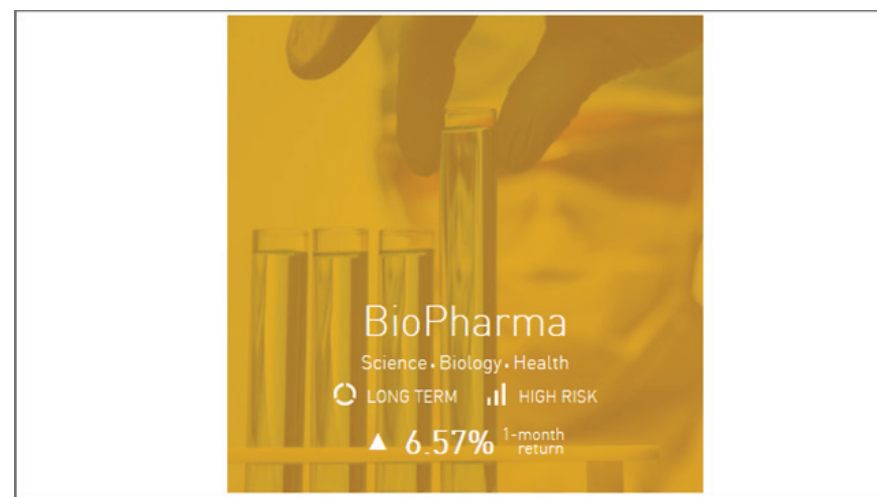 BioPharma
Science • Biology • Health
LONG TERM HIGH RISK
▲ 6.57% 1-month return